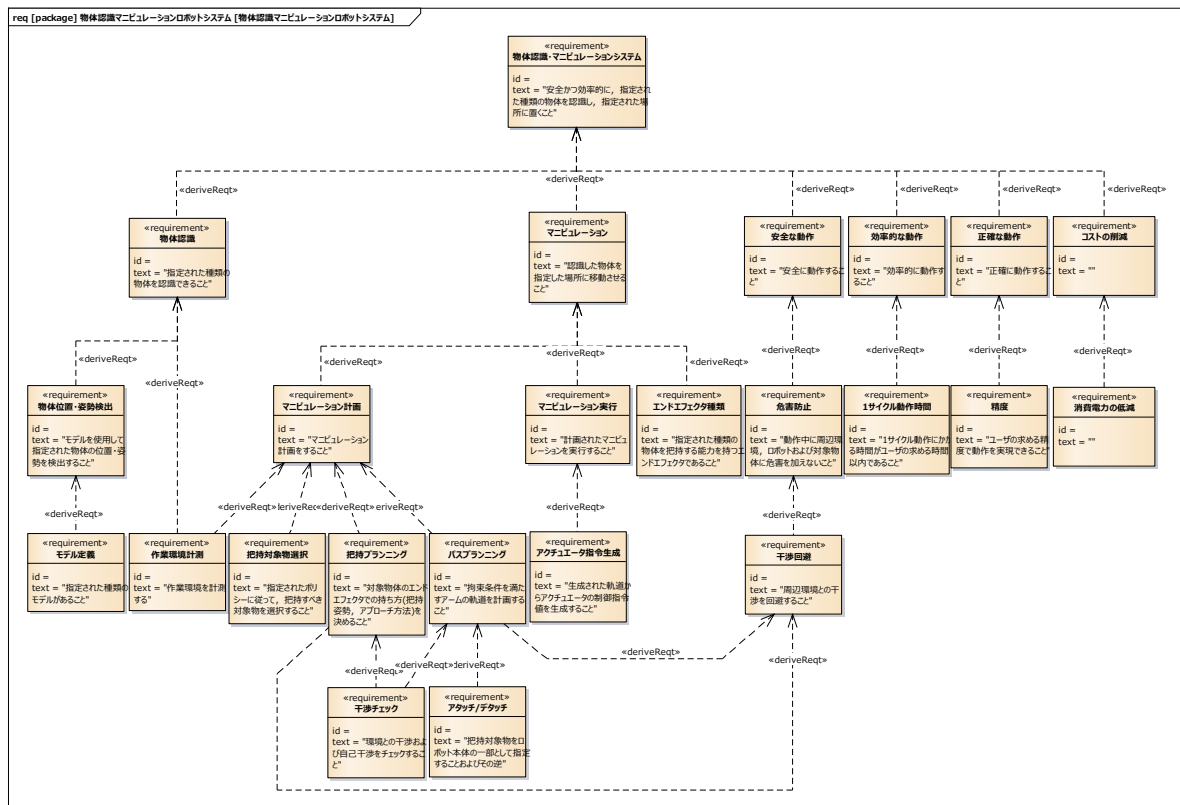 req [package] 物体認識マニピュレーションロボットシステム [物体認識マニピュレーションロボットシステム]
«requirement»
物体認識・マニピュレーションシステム
id =
text = "安全かつ効率的に，指定され
た種類の物体を認識し，指定された場
所に置くこと"
«deriveReqt»
«deriveReqt»
«deriveReqt»
«deriveReqt»
«deriveReqt»
«deriveReqt»
«requirement»
物体認識
id =
text = "指定された種類の
物体を認識できること"
«requirement»
マニピュレーション
id =
text = "認識した物体を
指定した場所に移動させる
こと"
«requirement»
安全な動作
id =
text = "安全に動作するこ
と"
«requirement»
効率的な動作
id =
text = "効率的に動作す
ること"
«requirement»
正確な動作
id =
text = "正確に動作するこ
と"
«requirement»
コストの削減
id =
text = ""
«deriveReqt»
«deriveReqt»
«deriveReqt»
«deriveReqt»
«deriveReqt»
«deriveReqt»
«deriveReqt»
«deriveReqt»
«deriveReqt»
«requirement»
物体位置・姿勢検出
id =
text = "モデルを使用して
指定された物体の位置・姿
勢を検出すること"
«requirement»
マニピュレーション計画
id =
text = "マニピュレーション
計画をすること"
«requirement»
マニピュレーション実行
id =
text = "計画されたマニピュ
レーションを実行すること"
«requirement»
エンドエフェクタ種類
id =
text = "指定された種類の
物体を把持する能力を持つエ
ンドエフェクタであること"
«requirement»
危害防止
id =
text = "動作中に周辺環
境，ロボットおよび対象物
体に危害を加えないこと"
«requirement»
1サイクル動作時間
id =
text = "1サイクル動作にかか
る時間がユーザの求める時間
以内であること"
«requirement»
精度
id =
text = "ユーザの求める精
度で動作を実現できること"
«requirement»
消費電力の低減
id =
text = ""
«deriveReqt»
«deriveReqt»
deriveRec
«deriveReqt»
eriveReqt»
«deriveReqt»
«deriveReqt»
«requirement»
モデル定義
id =
text = "指定された種類の
モデルがあること"
«requirement»
作業環境計測
id =
text = "作業環境を計測
する"
«requirement»
把持対象物選択
id =
text = "指定されたポリ
シーに従って，把持すべき
対象物を選択すること"
«requirement»
把持プランニング
id =
text = "対象物体のエンド
エフェクタでの持ち方(把持
姿勢，アプローチ方法)を
決めること"
«requirement»
パスプランニング
id =
text = "拘束条件を満た
すアームの軌道を計画する
こと"
«requirement»
アクチュエータ指令生成
id =
text = "生成された軌道か
らアクチュエータの制御指令
値を生成すること"
«requirement»
干渉回避
id =
text = "周辺環境との干
渉を回避すること"
«deriveReqt»
«deriveReqt»
«deriveReqt»
«deriveReqt»
deriveReqt»
«requirement»
干渉チェック
id =
text = "環境との干渉およ
び自己干渉をチェックするこ
と"
«requirement»
アタッチ/デタッチ
id =
text = "把持対象物をロ
ボット本体の一部として指定
することおよびその逆"